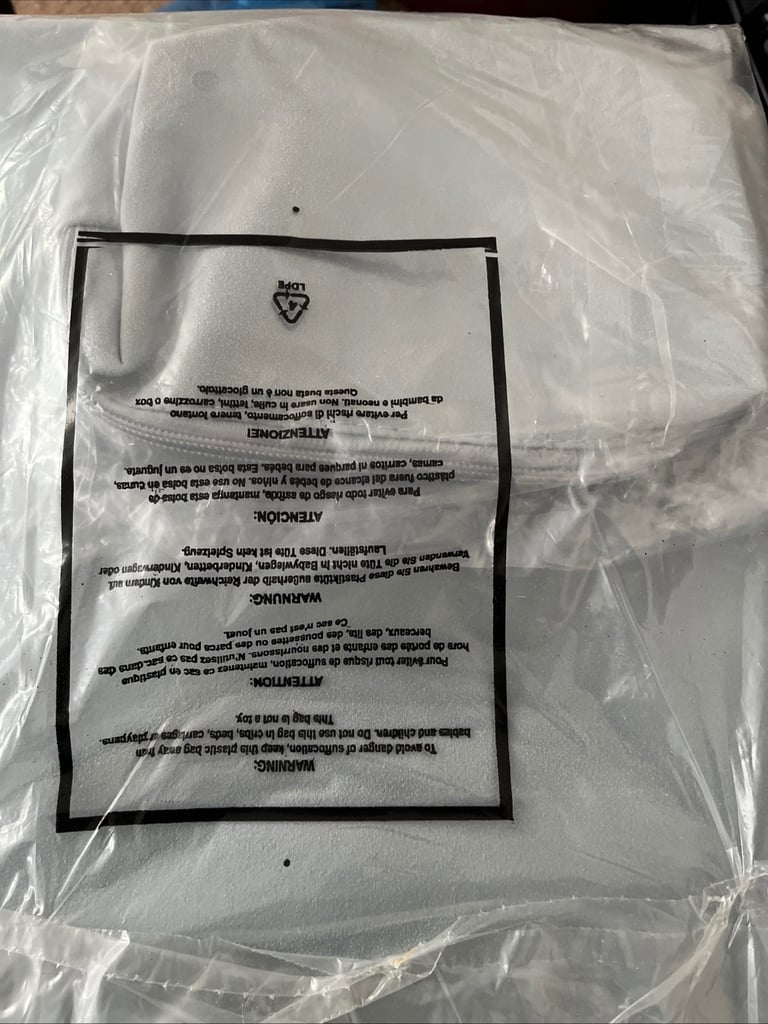 WARNING:
To avoid danger of suffocation, keep this plastic bag away from
babies and children. Do not use this bag in cribs, beds, carriages or playpens.
This bag is not a toy.
ATTENTION:
Pour éviter tout risque de suffocation, maintenez ce sac en plastique
hors de portée des enfants et des nourrissons. N'utilisez pas ce sac dans des
berceaux, des lits, des poussettes ou des parcs pour enfants.
Ce sac n'est pas un jouet.
WARNUNG:
Bewahren Sie diese Plastiktüte außerhalb der Reichweite von Kindern auf.
Verwenden Sie die Tüte nicht in Babywiegen, Kinderbetten, Kinderwagen oder
Laufställen. Diese Tüte ist kein Spielzeug.
ATENCIÓN:
Para eviter todo riesgo de asfixia, mantenga esta bolsa de
plástico fuera del alcance de bebés y niños. No use esta bolsa en cunas,
camas, carritos ni parques para bebés. Esta bolsa no es un juguete.
ATTENZIONE!
Per evitare rischi di soffocamento, tenere lontano
da bambini e neonati. Non usare in culle, lettini, carrozzine o box
Questa busta non è un giocattolo.
4
LDPE